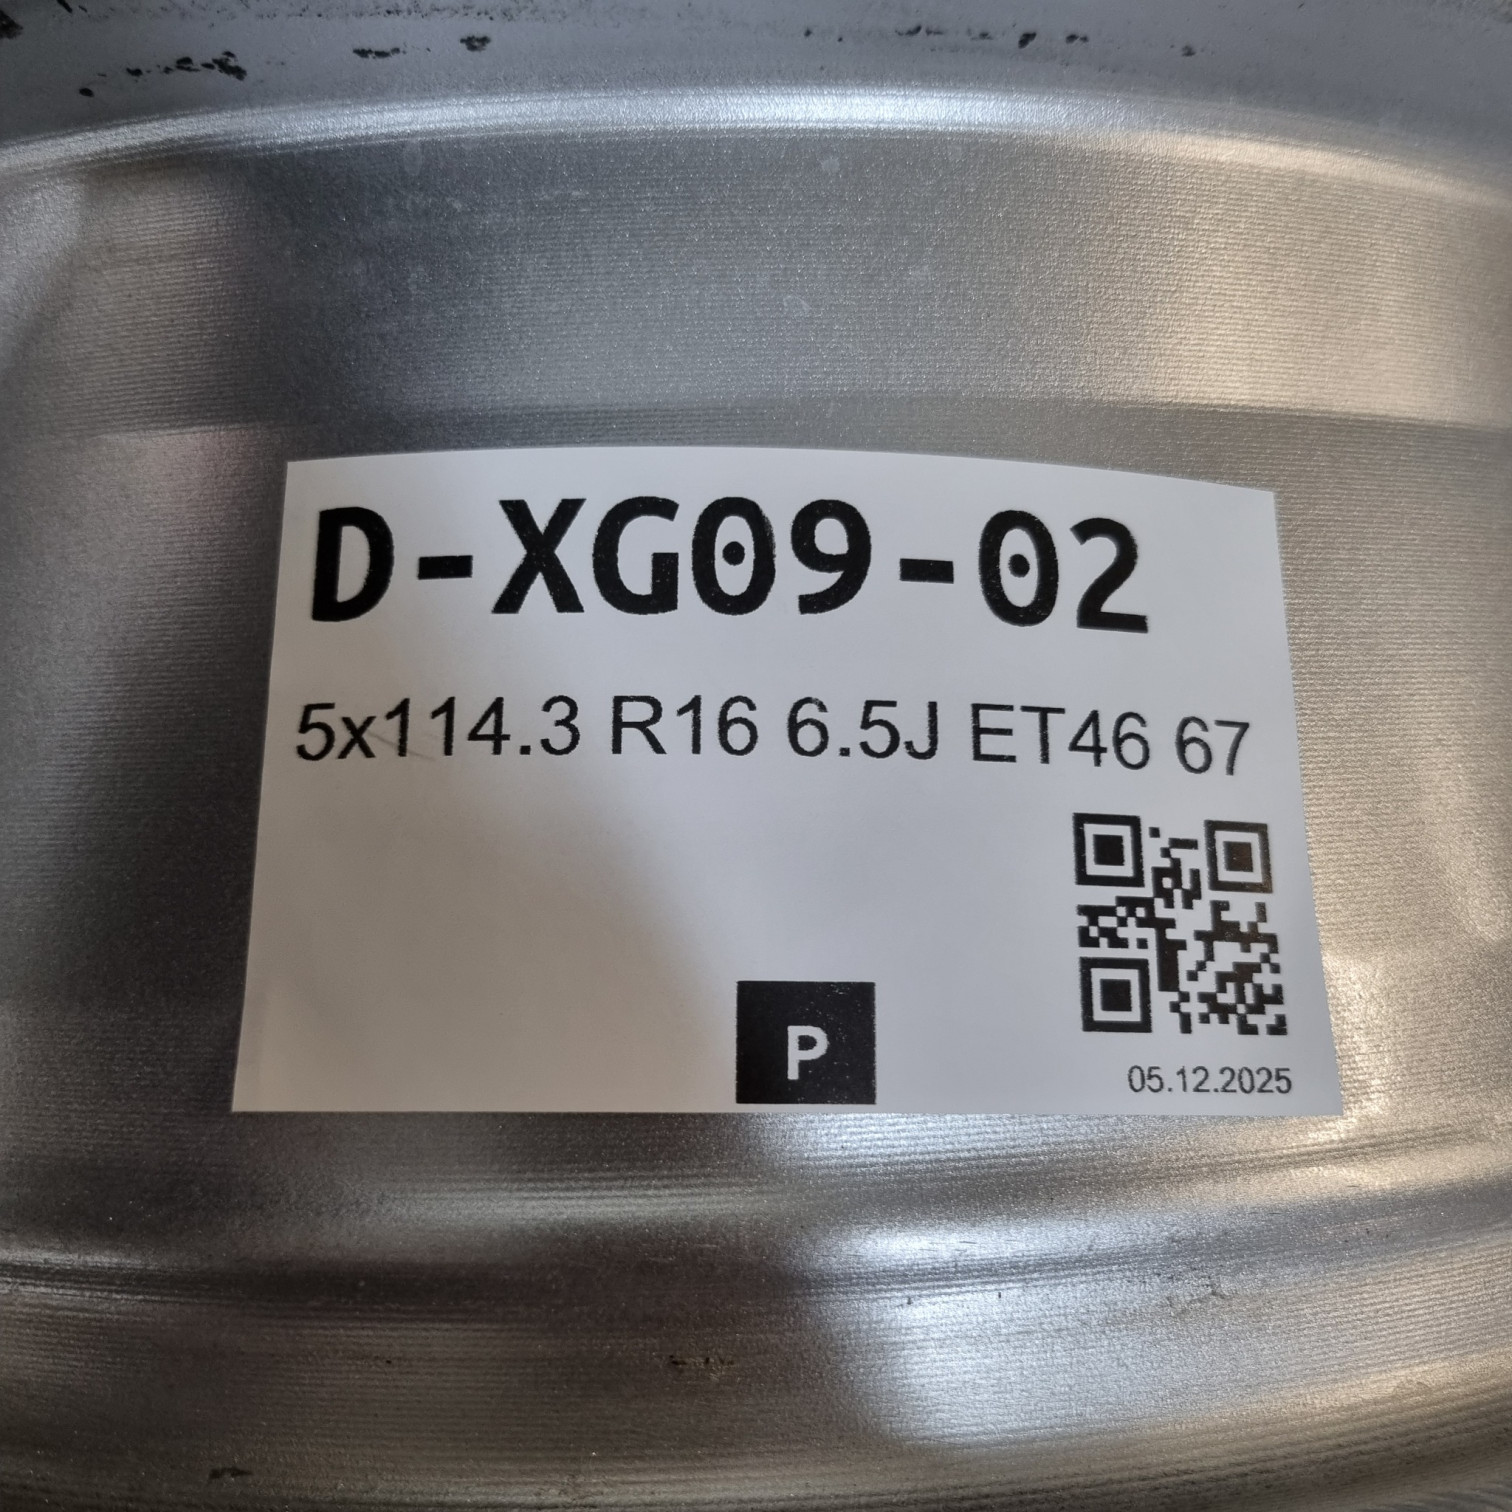 D-XG09-02
5x114.3 R16 6.5J ET46 67
P
05.12.2025